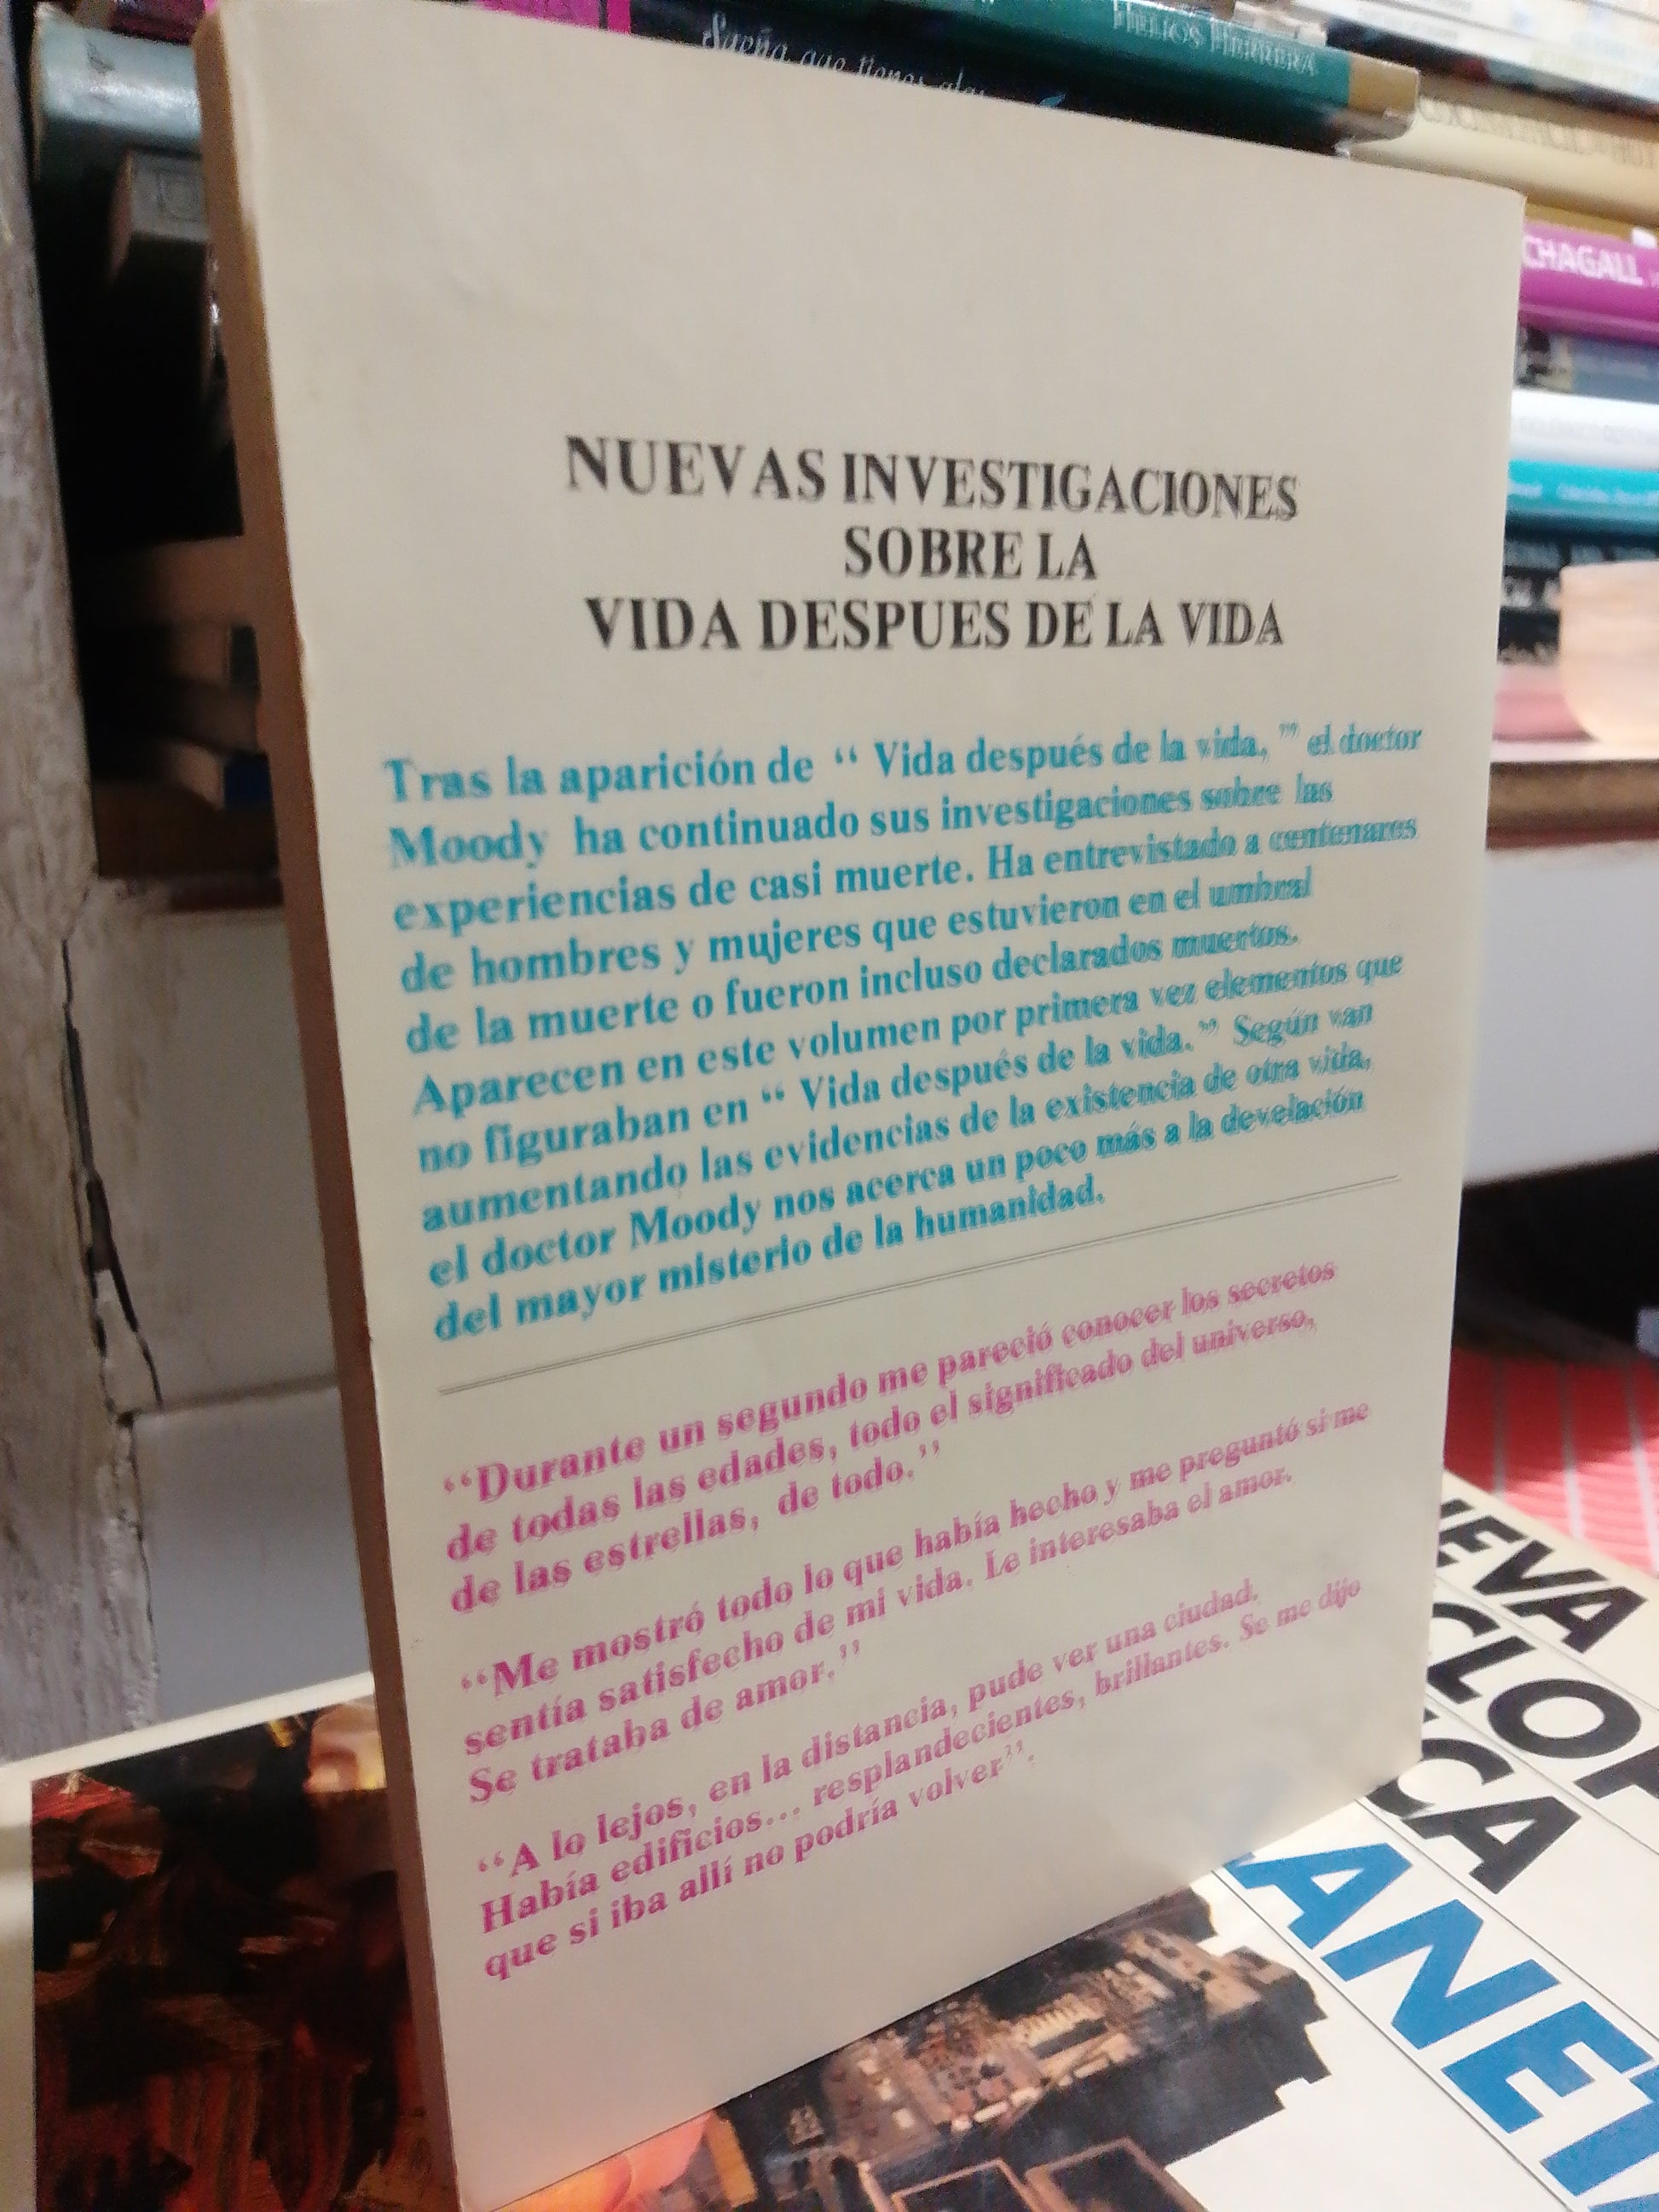 Sueña que tienes alas
HELIOS HERRERA
CHAGALL
NUEVAS INVESTIGACIONES
SOBRE LA
VIDA DESPUES DE LA VIDA
Tras la aparición de “ Vida después de la vida, ” el doctor
Moody ha continuado sus investigaciones sobre las
experiencias de casi muerte. Ha entrevistado a centenares
de hombres y mujeres que estuvieron en el umbral
de la muerte o fueron incluso declarados muertos.
Aparecen en este volumen por primera vez elementos que
no figuraban en “ Vida después de la vida.” Según van
aumentando las evidencias de la existencia de otra vida,
el doctor Moody nos acerca un poco más a la develación
del mayor misterio de la humanidad.
“Durante un segundo me pareció conocer los secretos
de todas las edades, todo el significado del universo,
de las estrellas, de todo.”
“Me mostró todo lo que había hecho y me preguntó si me
sentía satisfecho de mi vida. Le interesaba el amor.
Se trataba de amor.”
“A lo lejos, en la distancia, pude ver una ciudad.
Había edificios... resplandecientes, brillantes. Se me dijo
que si iba allí no podría volver”.